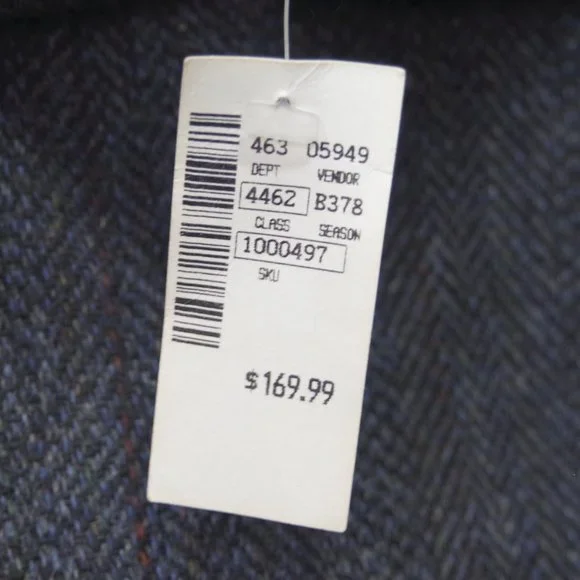 463 05949
DEPT VENDOR
4462 B378
CLASS SEASON
1000497
SKU
$169.99